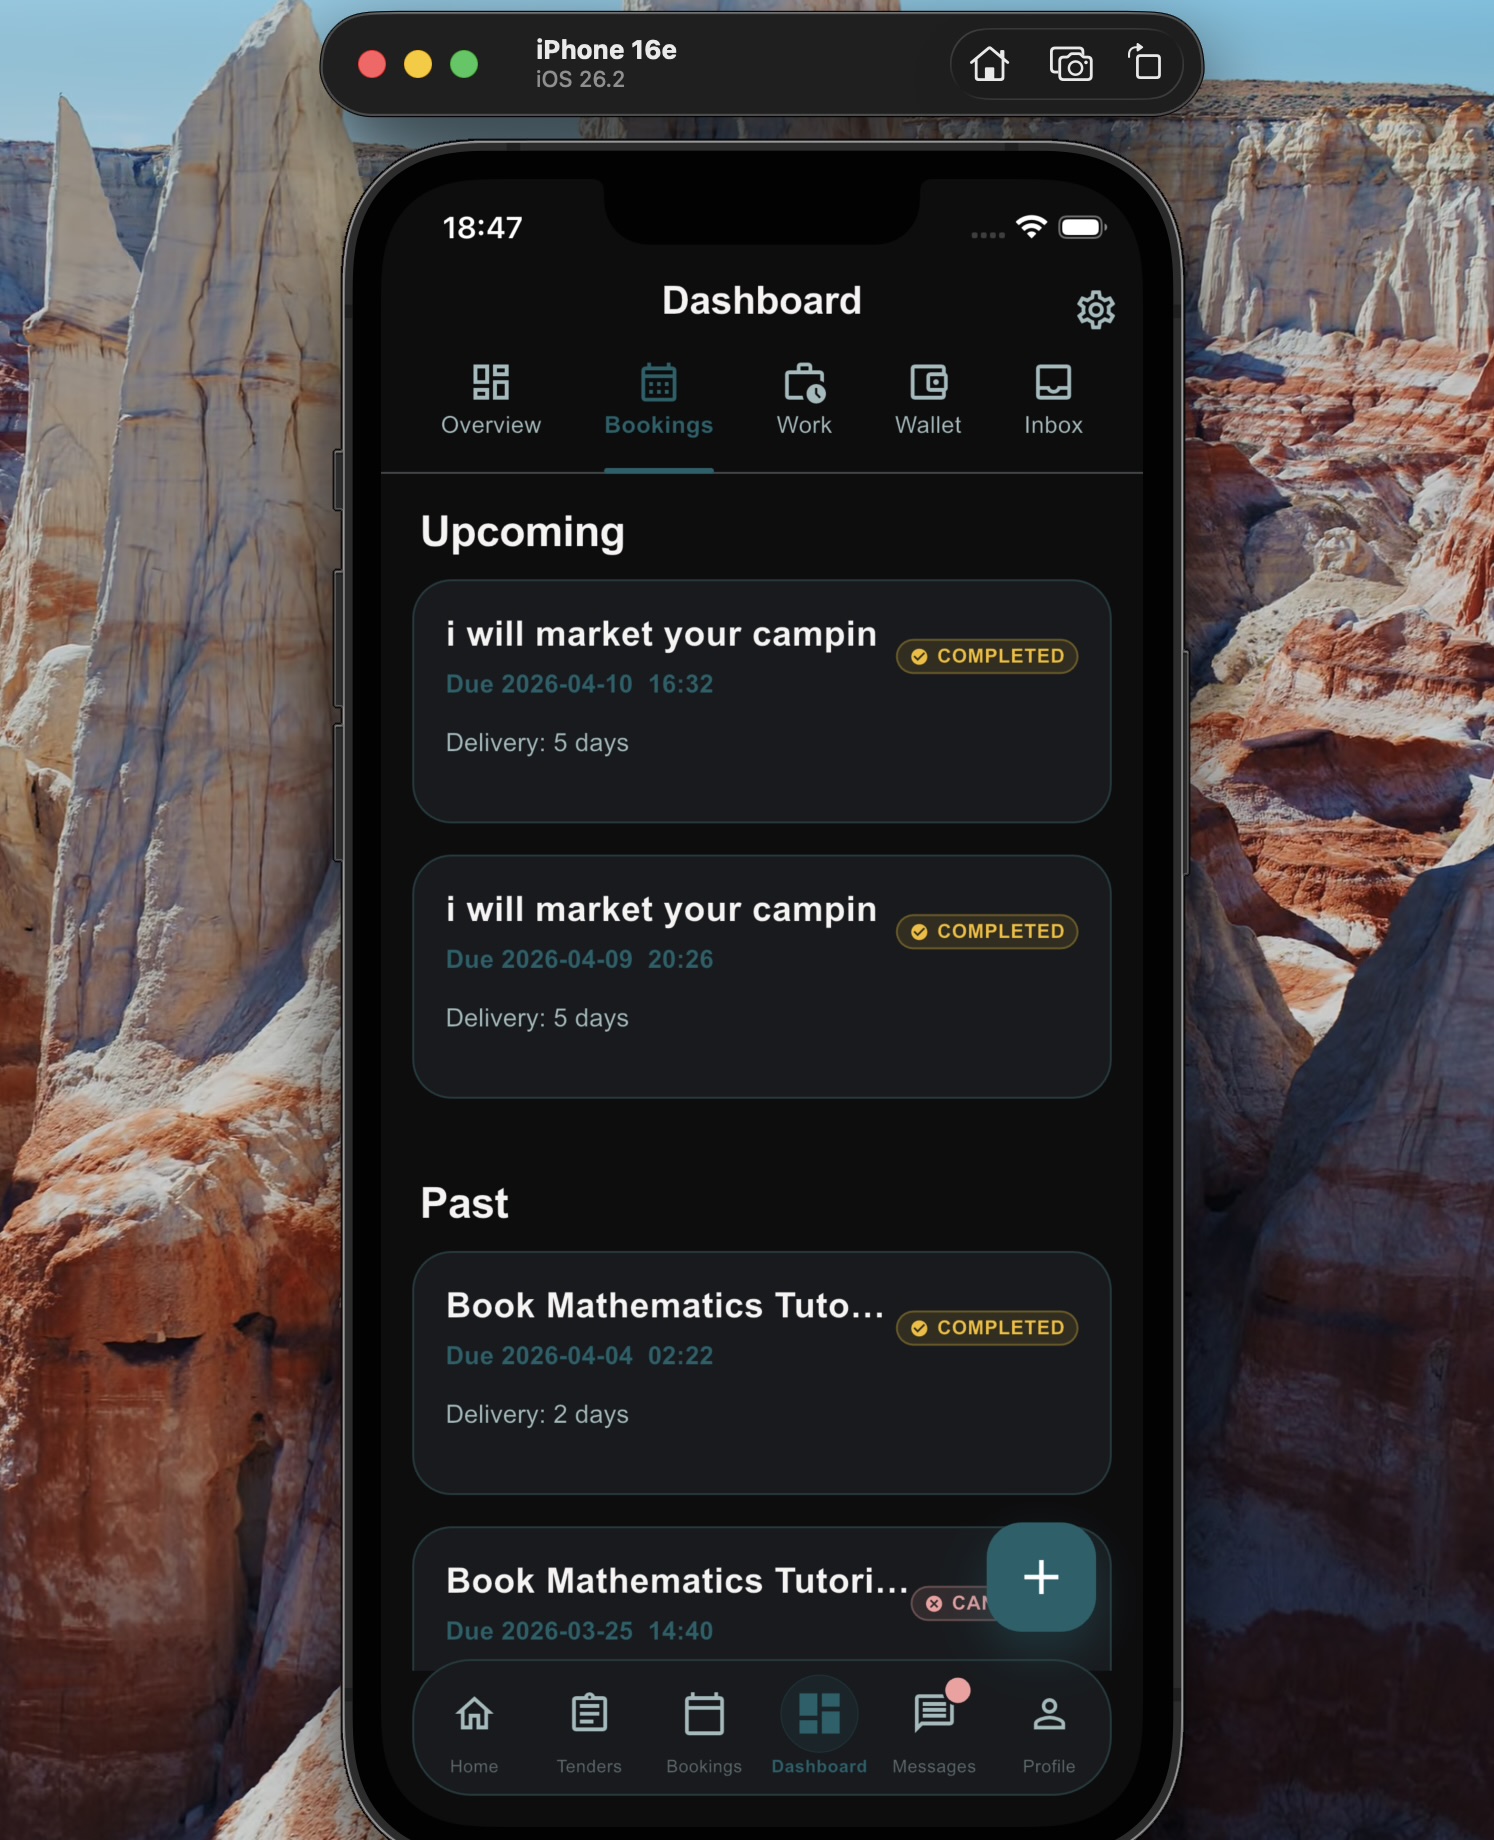 iPhone 16e
iOS 26.2
18:47
Dashboard
Overview
Bookings
Work
Wallet
Inbox
Upcoming
i will market your campin
COMPLETED
Due 2026-04-10 16:32
Delivery: 5 days
i will market your campin
COMPLETED
Due 2026-04-09 20:26
Delivery: 5 days
Past
Book Mathematics Tuto...
COMPLETED
Due 2026-04-04 02:22
Delivery: 2 days
Book Mathematics Tutori...
Due 2026-03-25 14:40
Home
Tenders
Bookings
Dashboard
Messages
Profile